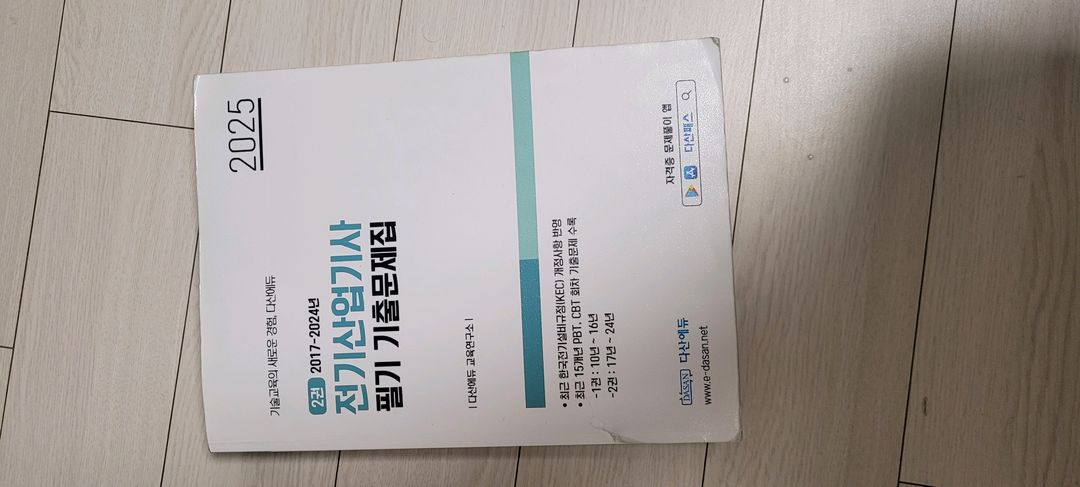 2025
기술교육의 새로운 경험, 다산에듀
2권 2017-2024년
전기산업기사
필기 기출문제집
| 다산에듀 교육연구소 |
• 최근 한국전기설비규정(KEC) 개정사항 반영
• 최근 15개년 PBT, CBT 회차 기출문제 수록
-1권 : 10년 ~ 16년
-2권 : 17년 ~ 24년
자격증 문제풀이 앱
다산패스
DASAN 다산에듀
www.e-dasan.net